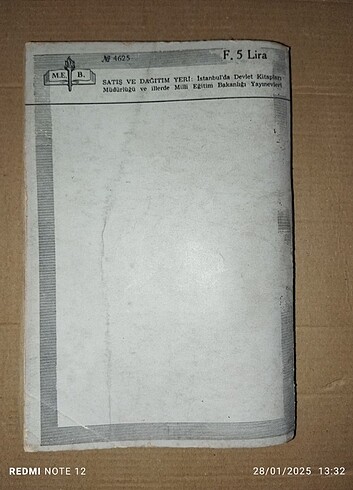 № 4625
F. 5 Lira
M.E. B.
SATIŞ VE DAĞITIM YERİ: İstanbul'da Devlet Kitapları
Müdürlüğü ve illerde Milli Eğitim Bakanlığı Yayınevleri
REDMI NOTE 12
28/01/2025 13:32